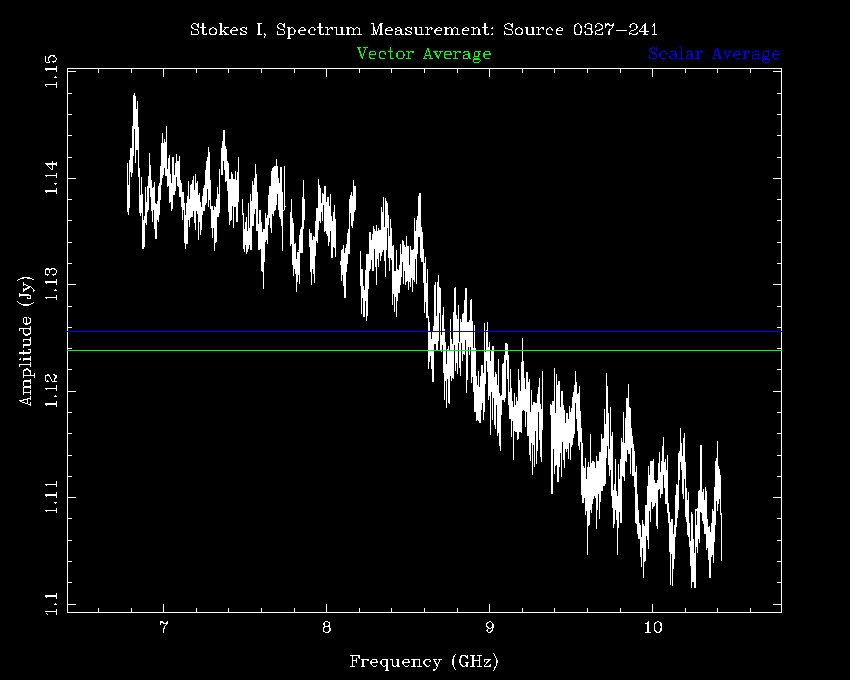 Stokes I, Spectrum Measurement: Source 0327-241
Vector Average
Scalar Average
1.15
1.14
1.13
1.12
1.11
1.1
Amplitude (Jy)
7
8
9
10
Frequency (GHz)